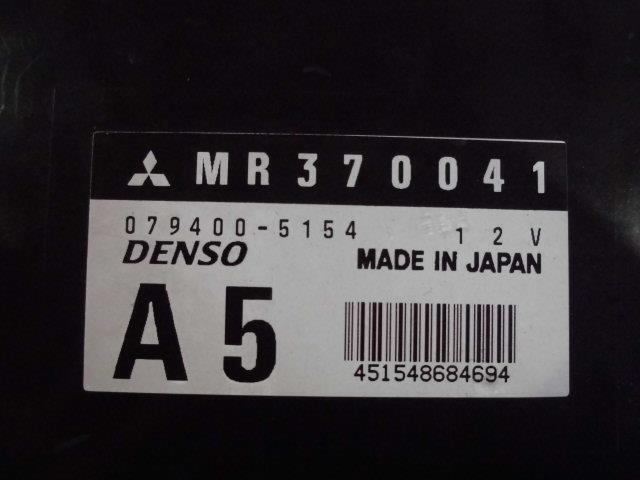 MR370041
079400-5154 12V
DENSO MADE IN JAPAN
A5
451548684694